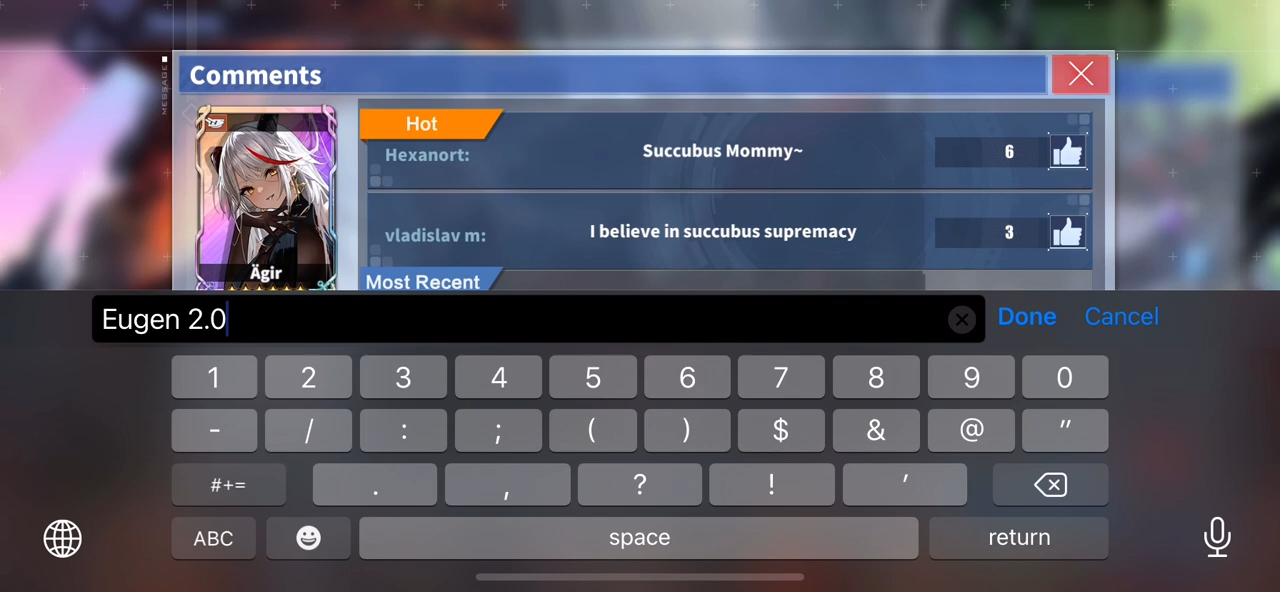 MESSAGE
Comments
Hot
Hexanort:
Succubus Mommy~
6
vladislav m:
I believe in succubus supremacy
3
Ägir
Most Recent
Eugen 2.0
Done
Cancel
1 2 3 4 5 6 7 8 9 0
- / : ; ( ) $ & @ "
#+= . , ? ! '
ABC
space
return